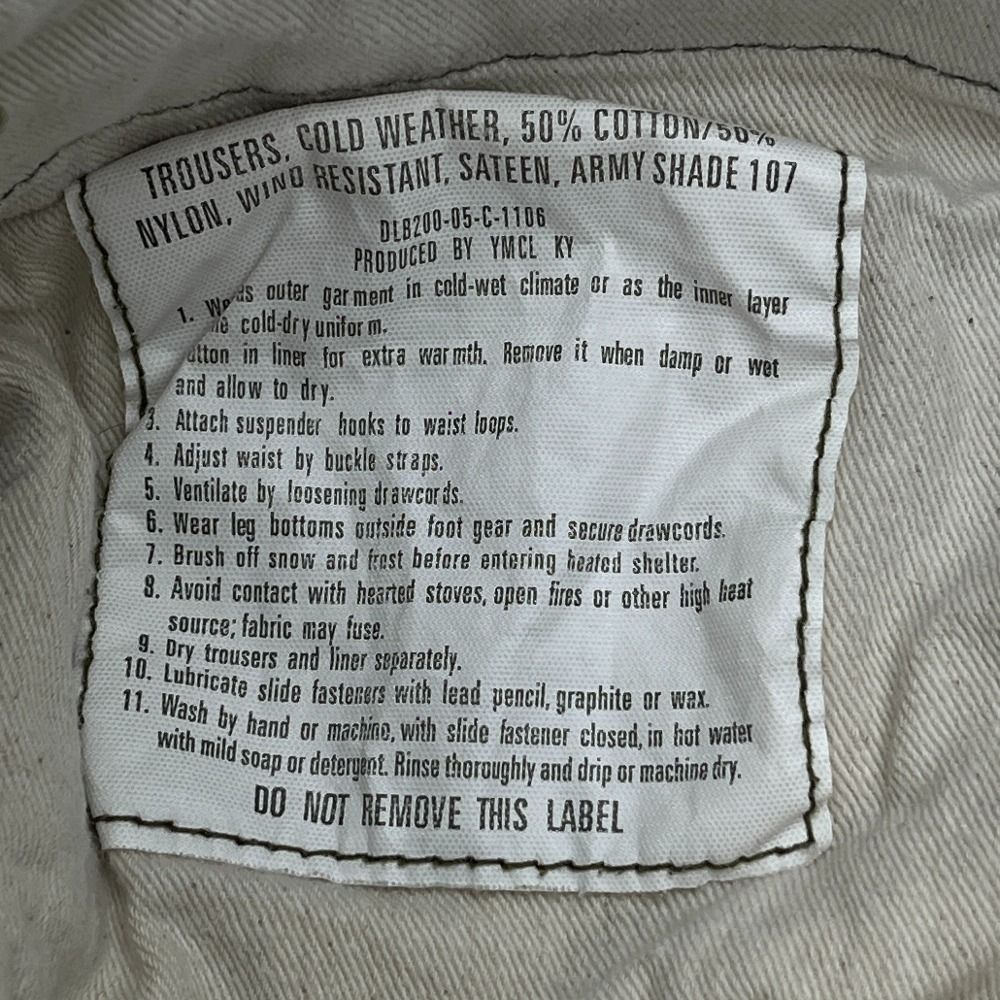 TROUSERS, COLD WEATHER, 50% COTTON/50%
NYLON, WIND RESISTANT, SATEEN, ARMY SHADE 107
DLB200-05-C-1106
PRODUCED BY YMCL KY
1. as outer garment in cold-wet climate or as the inner layer
cold-dry uniform.
in liner for extra warmth. Remove it when damp or wet
and allow to dry.
3. Attach suspender hooks to waist loops.
4. Adjust waist by buckle straps.
5. Ventilate by loosening drawcords.
6. Wear leg bottoms outside foot gear and secure drawcords.
7. Brush off snow and frost before entering heated shelter.
8. Avoid contact with hearted stoves, open fires or other high heat
source; fabric may fuse.
9. Dry trousers and liner separately.
10. Lubricate slide fasteners with lead pencil, graphite or wax.
11. Wash by hand or machine, with slide fastener closed, in hot water
with mild soap or detergent. Rinse thoroughly and drip or machine dry.
DO NOT REMOVE THIS LABEL